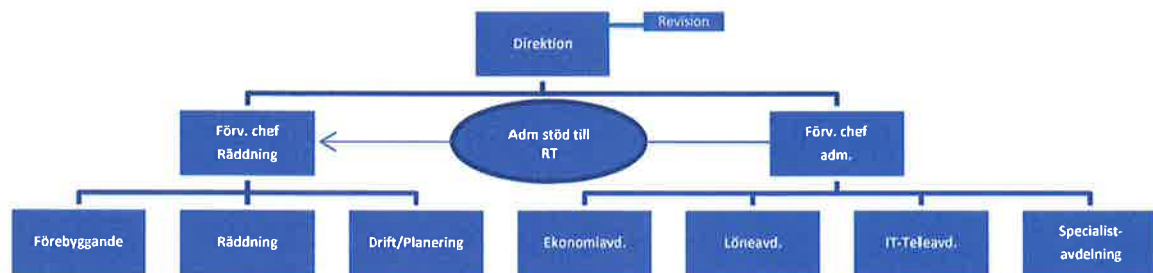 Revision
Direktion
Förv. chef
Räddning
Adm stöd till
RT
Förv. chef
adm.
Förebyggande
Räddning
Drift/Planering
Ekonomiavd.
Löneavd.
IT-Teleavd.
Specialist-
avdelning